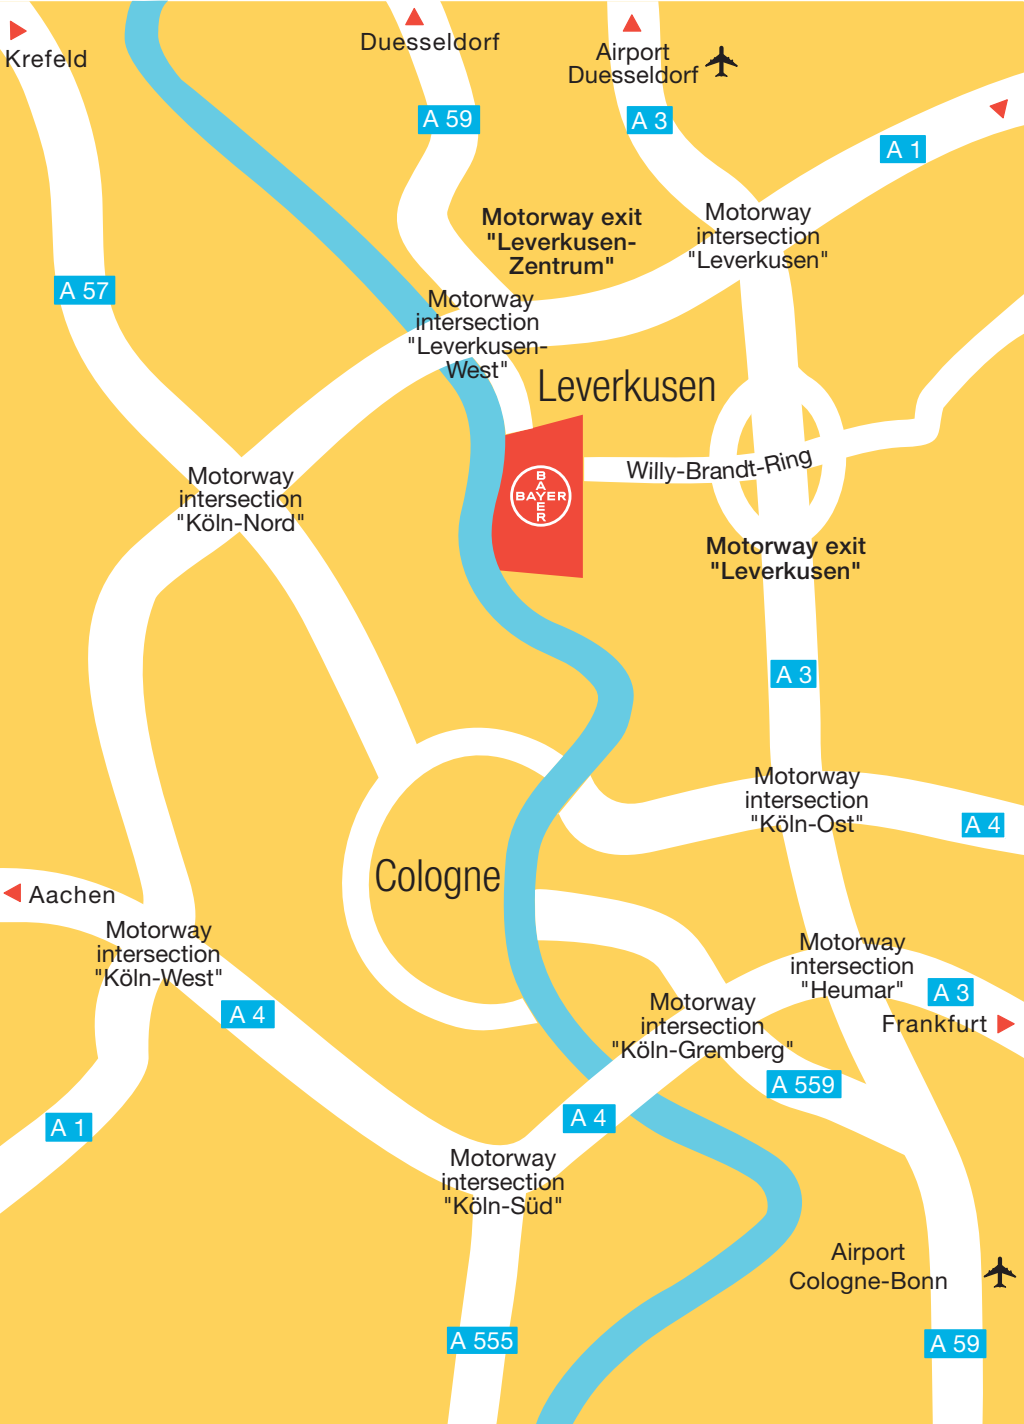 Krefeld
Duesseldorf
Airport
Duesseldorf
A 59
A 3
A 1
Motorway exit
"Leverkusen-
Zentrum"
Motorway
intersection
"Leverkusen"
A 57
Motorway
intersection
"Leverkusen-
West"
Leverkusen
Willy-Brandt-Ring
BAYER
BAYER
Motorway
intersection
"Köln-Nord"
Motorway exit
"Leverkusen"
A 3
Motorway
intersection
"Köln-Ost"
A 4
Cologne
Aachen
Motorway
intersection
"Köln-West"
A 4
Motorway
intersection
"Heumar"
A 3
Frankfurt
Motorway
intersection
"Köln-Gremberg"
A 559
A 4
A 1
Motorway
intersection
"Köln-Süd"
Airport
Cologne-Bonn
A 555
A 59